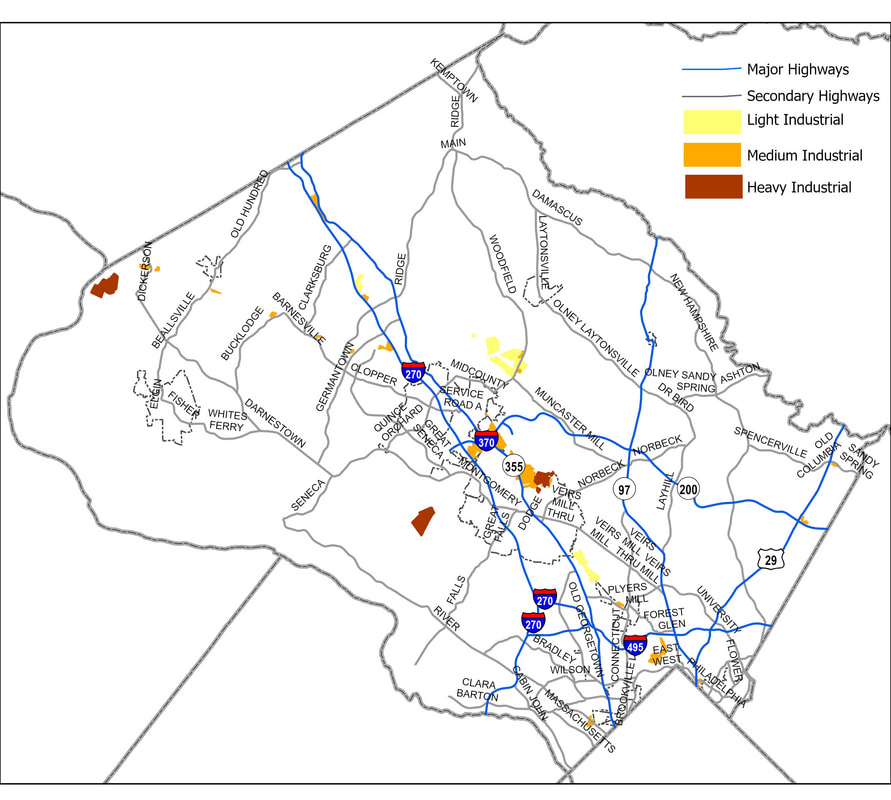 Major Highways
Secondary Highways
Light Industrial
Medium Industrial
Heavy Industrial
KEMPTOWN
RIDGE
MAIN
OLD HUNDRED
DAMASCUS
LAYTONSVILLE
WOODFIELD
RIDGE
CLARKSBURG
DICKERSON
BEALLSVILLE
BUCKLODGE
BARNESVILLE
NEW HAMPSHIRE
OLNEY LAYTONSVILLE
GERMANTOWN
CLOPPER
270
MIDCOUNTY
SERVICE
ROAD A
OLNEY SANDY
SPRING
ASHTON
DR BIRD
ELGIN
FISHER
WHITES
FERRY
DARNESTOWN
QUINCE
ORCHARD
GREAT
SENECA
MUNCASTER MILL
370
355
MONTGOMERY
NORBECK
NORBECK
SPENCERVILLE
OLD
COLUMBIA
SANDY
SPRING
SENECA
97
LAYHILL
200
VEIRS
MILL
THRU
DODGE
GREAT
FALLS
VEIRS MILL
VEIRS
MILL
THRU MILL
VEIRS
29
FALLS
RIVER
270
270
OLD GEORGETOWN
PLYERS
MILL
FOREST
GLEN
UNIVERSITY
CONNECTICUT
495
EAST
WEST
BRADLEY
WILSON
FLOWER
PHILADELPHIA
CLARA
BARTON
CABIN JOHN
MASSACHUSETTS
BROOKVILLE